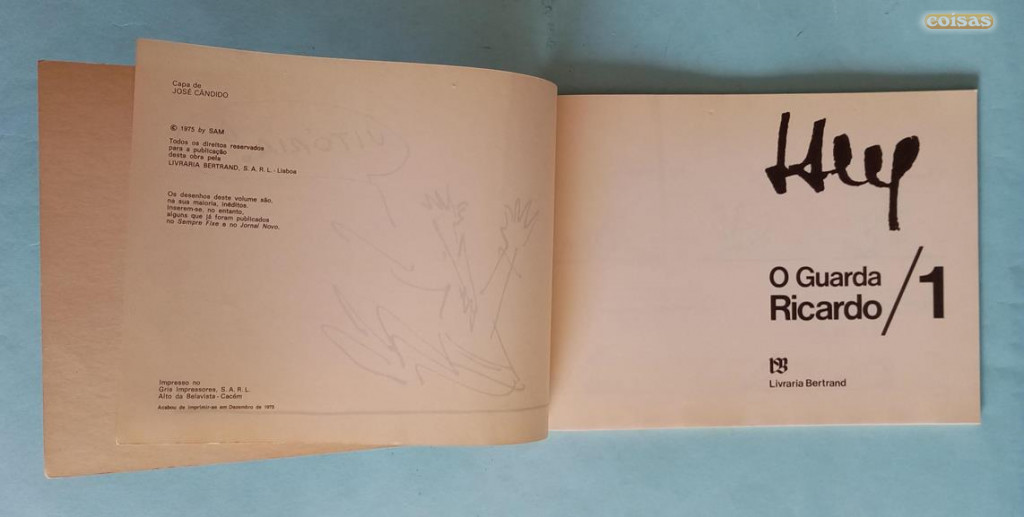 coisas
Capa de
JOSÉ CÂNDIDO
© 1975 by SAM
Todos os direitos reservados
para a publicação
desta obra pela
LIVRARIA BERTRAND, S. A. R. L. - Lisboa
Os desenhos deste volume são,
na sua maioria, inéditos.
Inserem-se, no entanto,
alguns que já foram publicados
no Sempre Fixe e no Jornal Novo.
Impresso no
Gris Impressores, S. A. R. L.
Alto da Belavista - Cacém
Acabou de imprimir-se em Dezembro de 1975
O Guarda
Ricardo/1
Livraria Bertrand